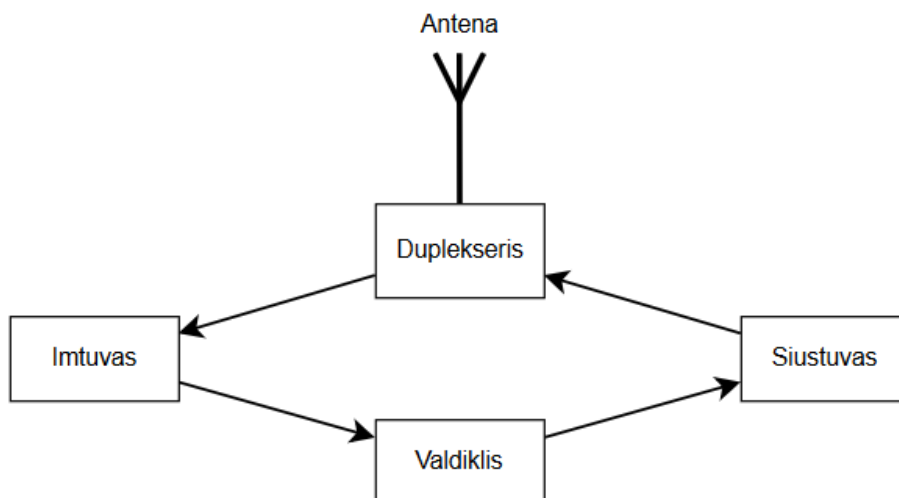 Antena
Duplekseris
Imtuvas
Siustuvas
Valdiklis